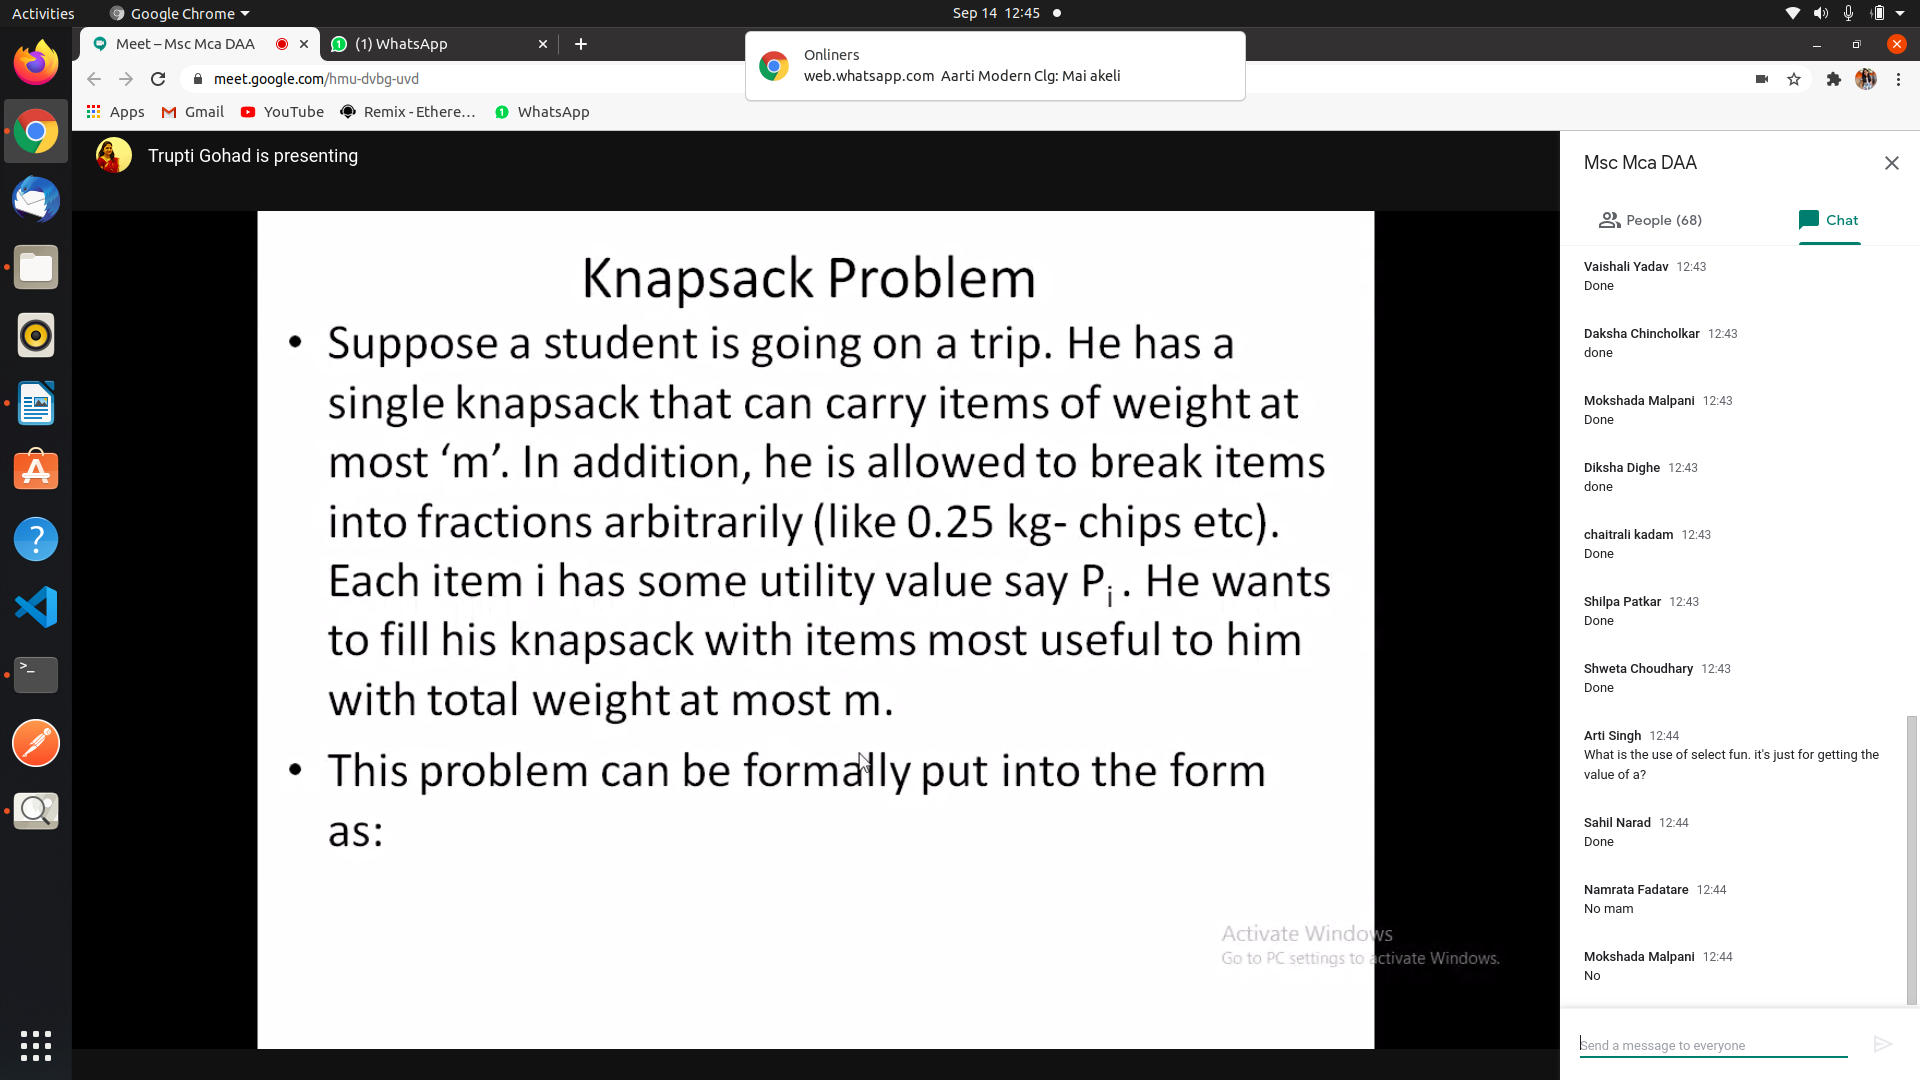 Activities
Google Chrome
Sep 14 12:45
Meet – Msc Mca DAA
(1) WhatsApp
Onliners
web.whatsapp.com Aarti Modern Clg: Mai akeli
meet.google.com/hmu-dvbg-uvd
Apps
Gmail
YouTube
Remix - Ethere...
WhatsApp
Trupti Gohad is presenting
Knapsack Problem
• Suppose a student is going on a trip. He has a
single knapsack that can carry items of weight at
most ‘m’. In addition, he is allowed to break items
into fractions arbitrarily (like 0.25 kg- chips etc).
Each item i has some utility value say Pi . He wants
to fill his knapsack with items most useful to him
with total weight at most m.
• This problem can be formally put into the form
as:
Activate Windows
Go to PC settings to activate Windows.
Msc Mca DAA
People (68)
Chat
Vaishali Yadav 12:43
Done
Daksha Chincholkar 12:43
done
Mokshada Malpani 12:43
Done
Diksha Dighe 12:43
done
chaitrali kadam 12:43
Done
Shilpa Patkar 12:43
Done
Shweta Choudhary 12:43
Done
Arti Singh 12:44
What is the use of select fun. it's just for getting the
value of a?
Sahil Narad 12:44
Done
Namrata Fadatare 12:44
No mam
Mokshada Malpani 12:44
No
Send a message to everyone